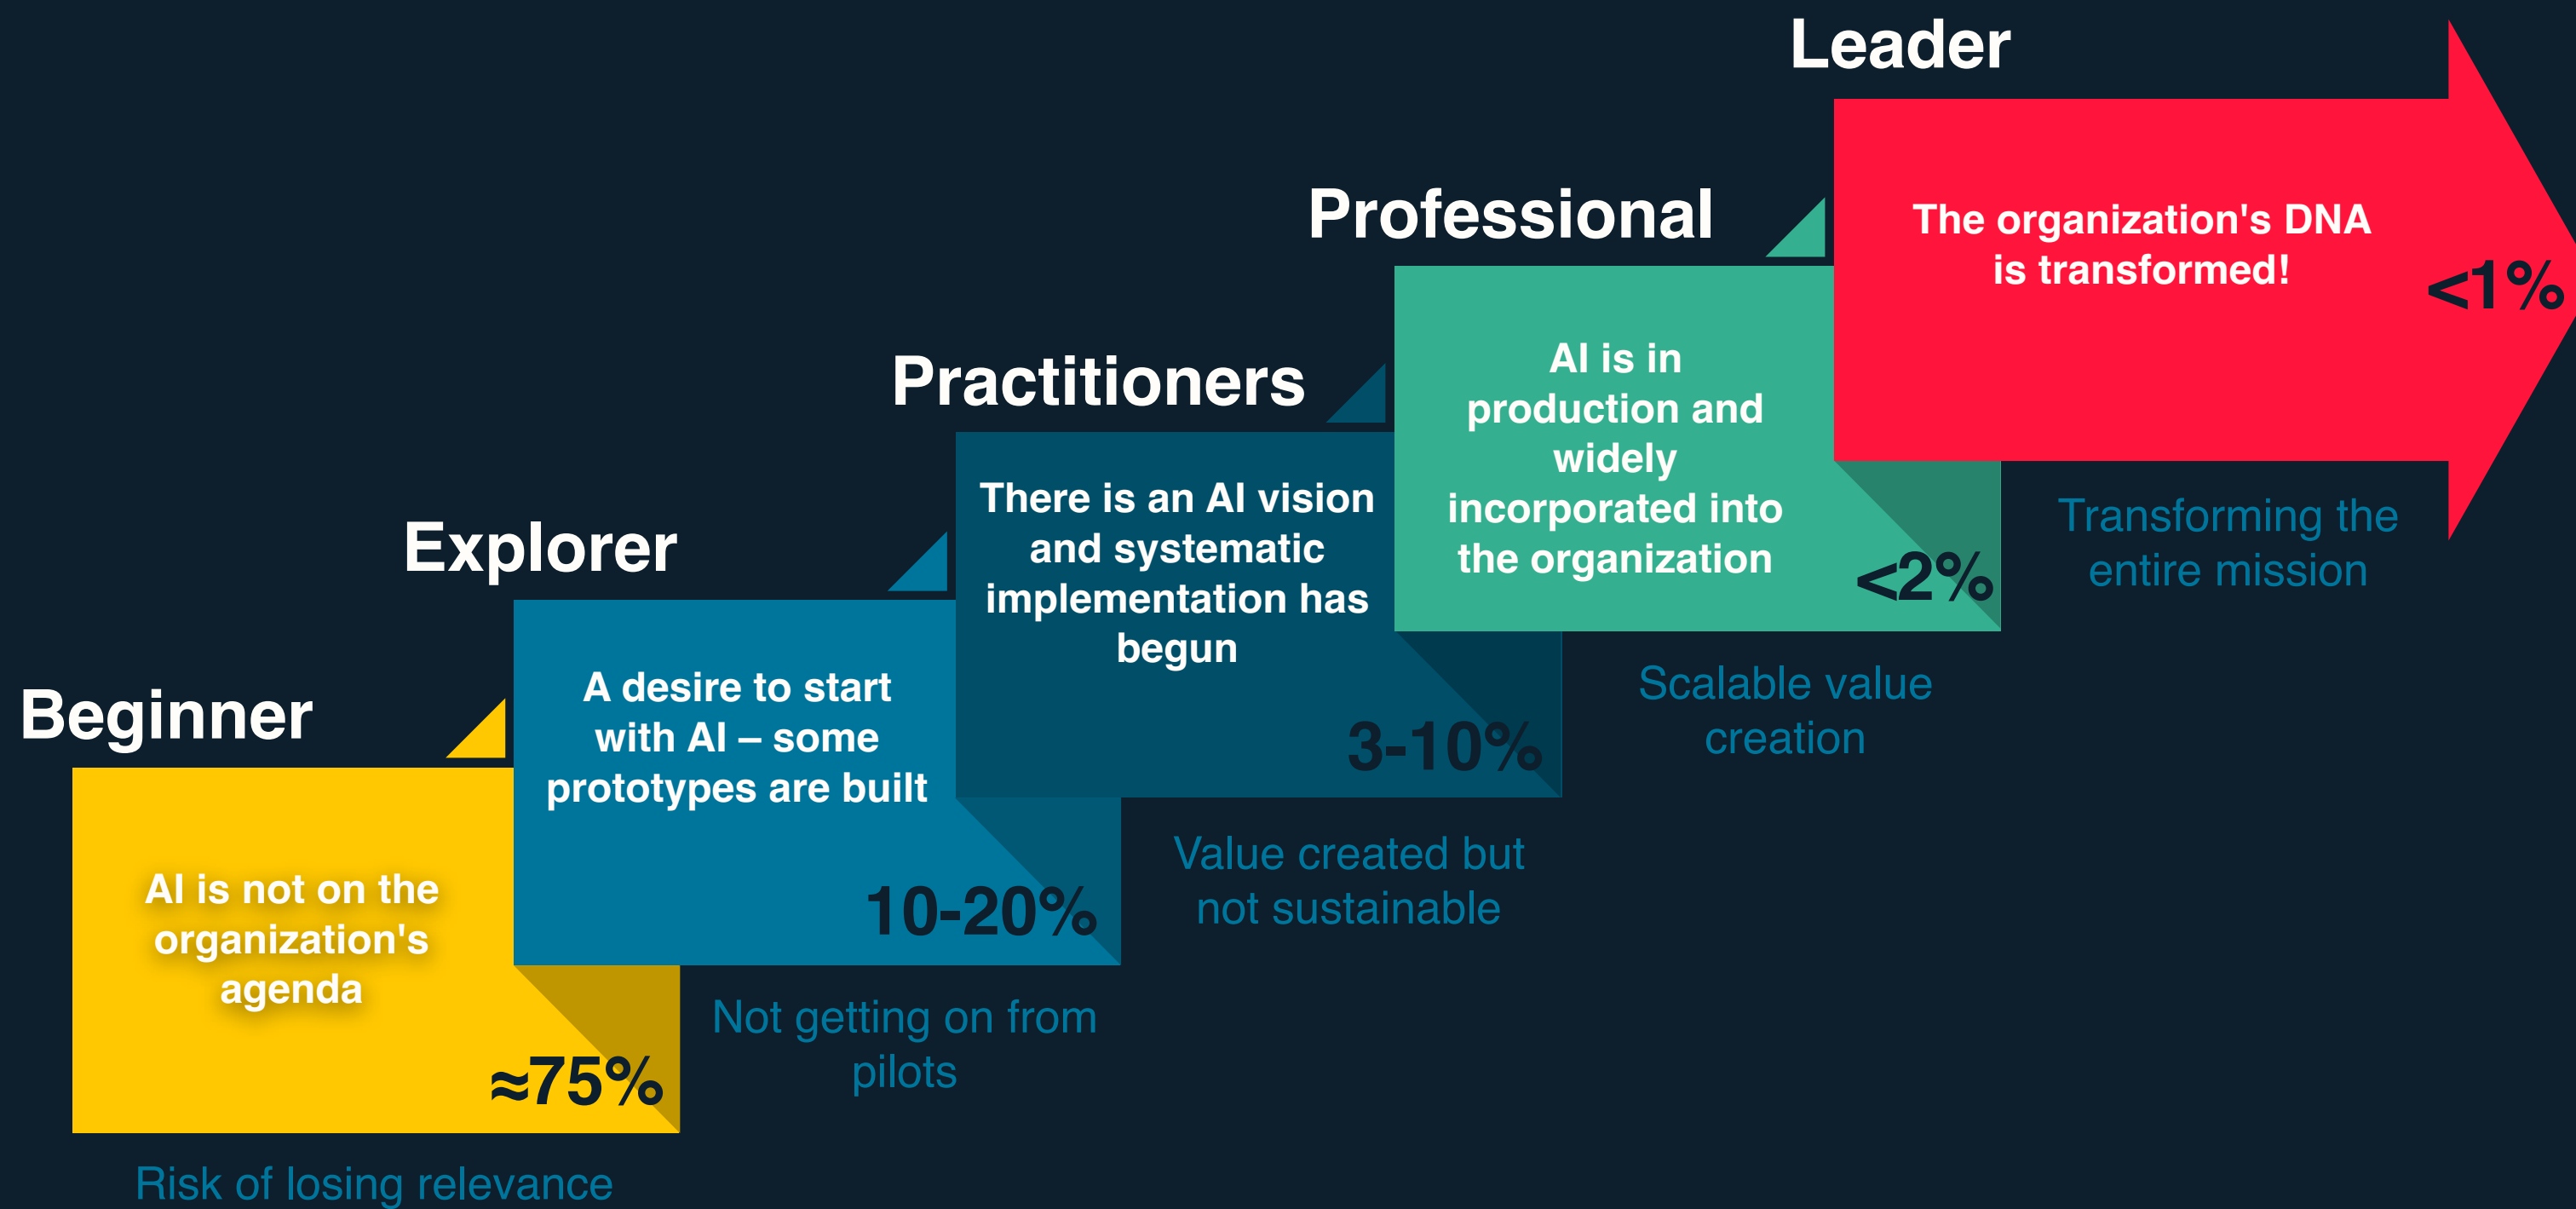 Beginner
AI is not on the
organization's
agenda
≈75%
Risk of losing relevance
Explorer
A desire to start
with AI – some
prototypes are built
10-20%
Not getting on from
pilots
Practitioners
There is an AI vision
and systematic
implementation has
begun
3-10%
Value created but
not sustainable
Professional
AI is in
production and
widely
incorporated into
the organization
<2%
Scalable value
creation
Leader
The organization's DNA
is transformed!
<1%
Transforming the
entire mission